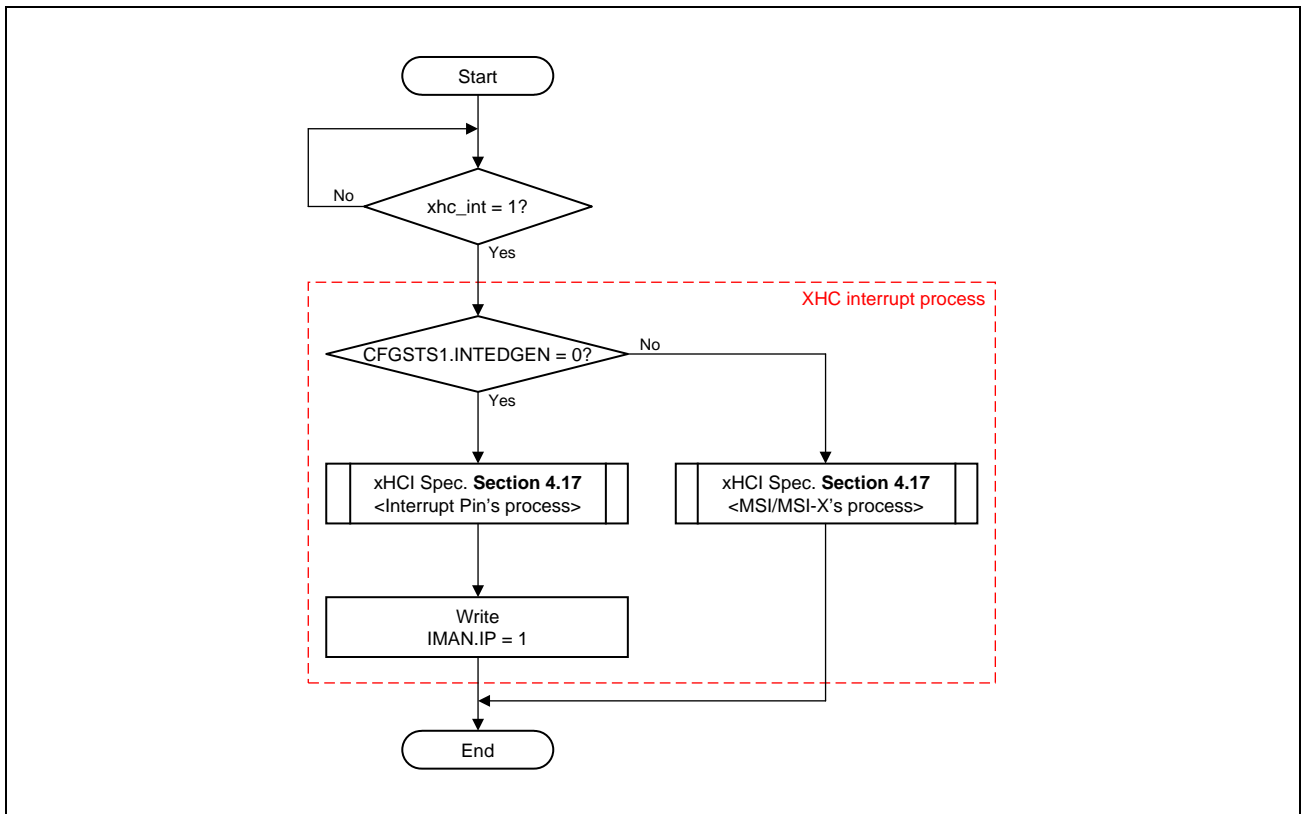 Start
No
xhc_int = 1?
Yes
XHC interrupt process
CFGSTS1.INTEDGEN = 0?
No
Yes
xHCI Spec. Section 4.17
<Interrupt Pin's process>
xHCI Spec. Section 4.17
<MSI/MSI-X's process>
Write
IMAN.IP = 1
End